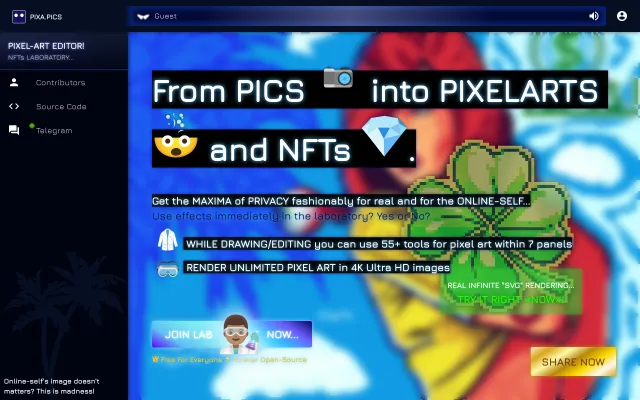 PIXA.PICS
Guest
PIXEL-ART EDITOR!
NFTs LABORATORY...
Contributors
Source Code
Telegram
From PICS into PIXELARTS
and NFTs .
Get the MAXIMA of PRIVACY fashionably for real and for the ONLINE-SELF...
Use effects immediately in the laboratory? Yes or No?
WHILE DRAWING/EDITING you can use 55+ tools for pixel art within 7 panels
RENDER UNLIMITED PIXEL ART in 4K Ultra HD images
REAL INFINITE "SVG" RENDERING...
TRY IT RIGHT NOW
JOIN LAB NOW...
Free For Everyone Forever Open-Source
SHARE NOW
Online-self's image doesn't
matters? This is madness!